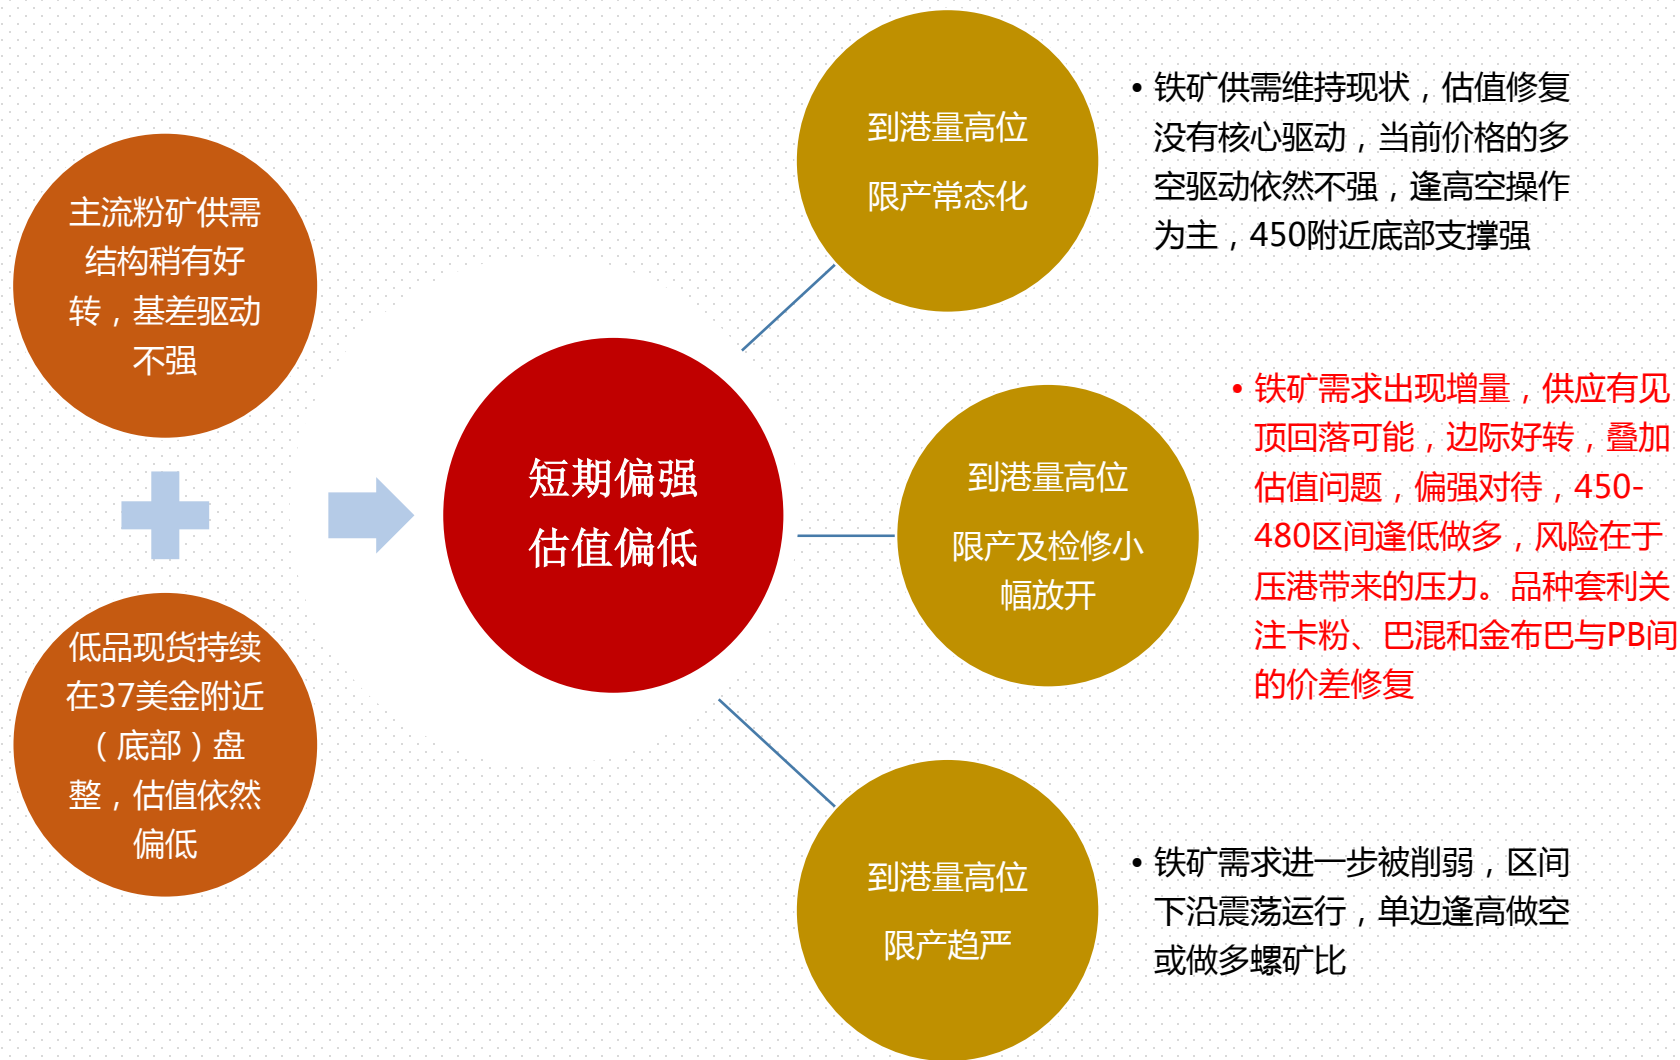 主流粉矿供需
结构稍有好
转，基差驱动
不强
低品现货持续
在37美金附近
（底部）盘
整，估值依然
偏低
短期偏强
估值偏低
到港量高位
限产常态化
• 铁矿供需维持现状，估值修复
没有核心驱动，当前价格的多
空驱动依然不强，逢高空操作
为主，450附近底部支撑强
到港量高位
限产及检修小
幅放开
• 铁矿需求出现增量，供应有见
顶回落可能，边际好转，叠加
估值问题，偏强对待，450-
480区间逢低做多，风险在于
压港带来的压力。品种套利关
注卡粉、巴混和金布巴与PB间
的价差修复
到港量高位
限产趋严
• 铁矿需求进一步被削弱，区间
下沿震荡运行，单边逢高做空
或做多螺矿比